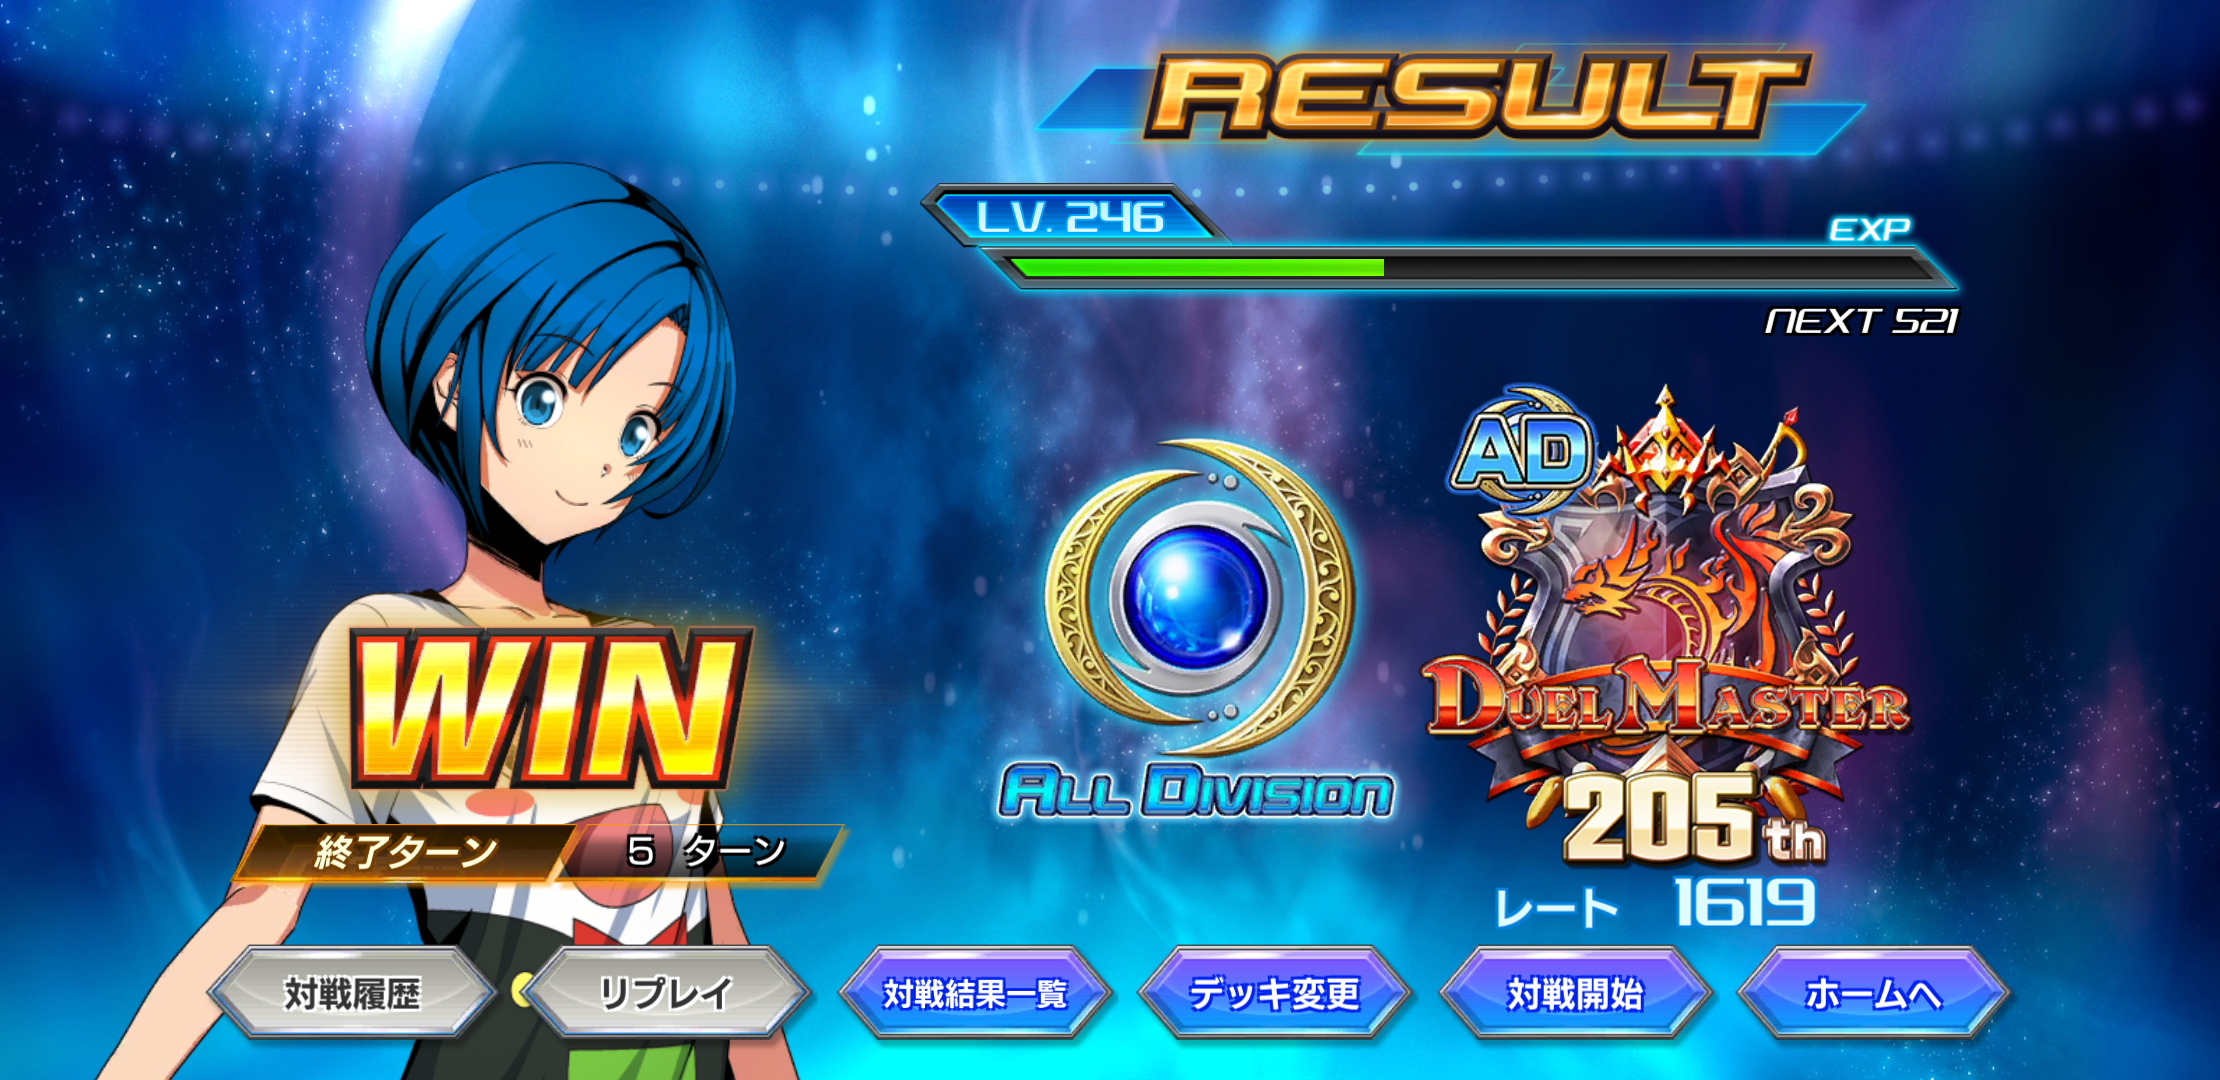 RESULT
LV. 246
EXP
NEXT 521
AD
DUEL MASTER
205th
レート 1619
ALL DIVISION
WIN
終了ターン 5 ターン
対戦履歴
リプレイ
対戦結果一覧
デッキ変更
対戦開始
ホームへ